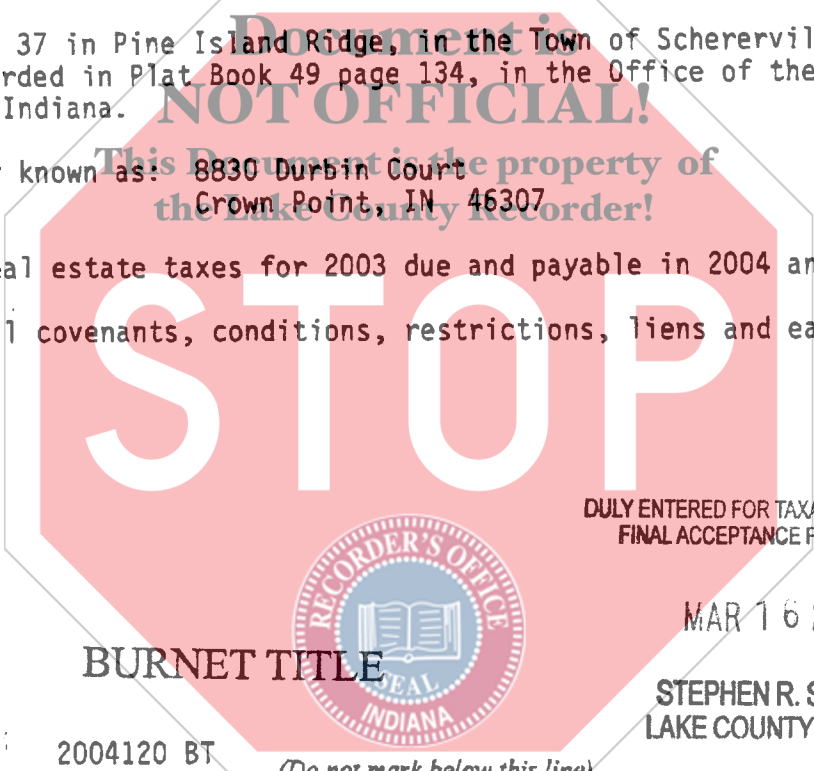 Document is
37 in Pine Island Ridge, in the Town of Scherervil
rded in Plat Book 49 page 134, in the Office of the
NOT OFFICIAL!
Indiana.
This Document is the property of
known as: 8830 Durbin Court
the Lake County Recorder!
Crown Point, IN 46307
eal estate taxes for 2003 due and payable in 2004 an
l covenants, conditions, restrictions, liens and ea
STOP
DULY ENTERED FOR TAXA
FINAL ACCEPTANCE F
RECORDER'S OFFICE
MAR 16 2
BURNET TITLE
SEAL
INDIANA
STEPHEN R. S
LAKE COUNTY
2004120 BT
(Do not mark below this line)